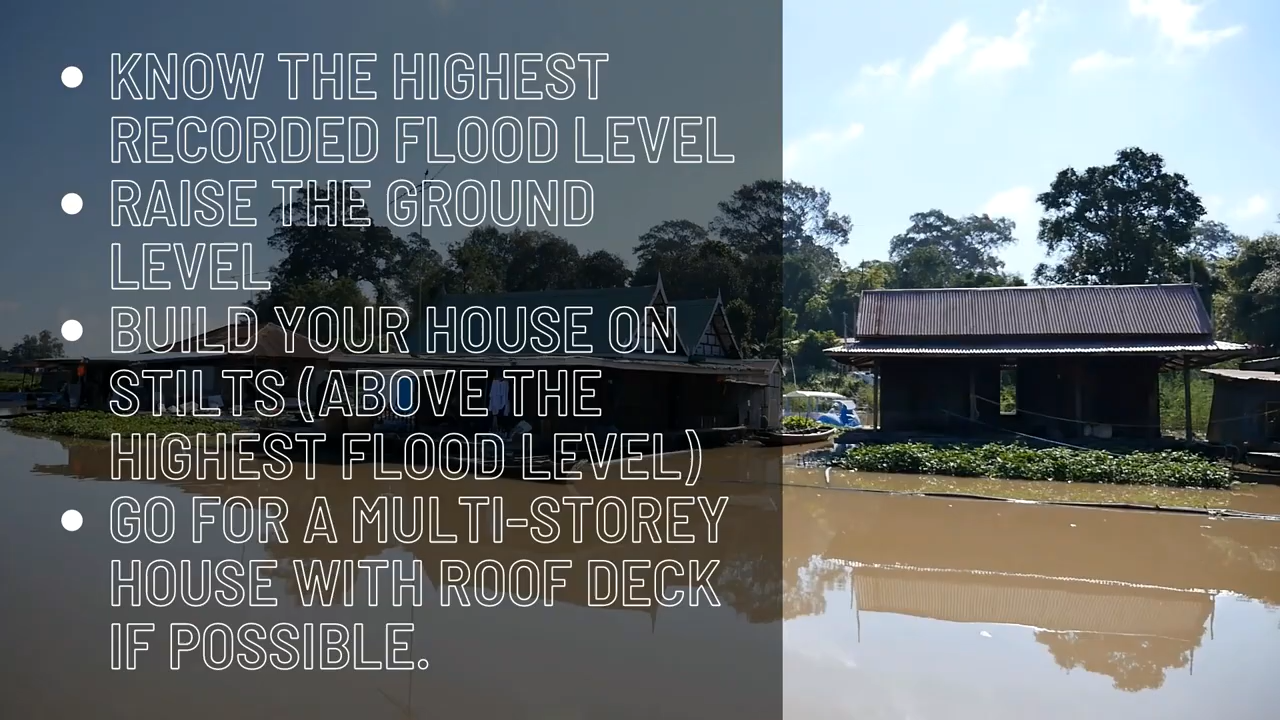 • KNOW THE HIGHEST
RECORDED FLOOD LEVEL
• RAISE THE GROUND
LEVEL
• BUILD YOUR HOUSE ON
STILTS (ABOVE THE
HIGHEST FLOOD LEVEL)
• GO FOR A MULTI-STOREY
HOUSE WITH ROOF DECK
IF POSSIBLE.